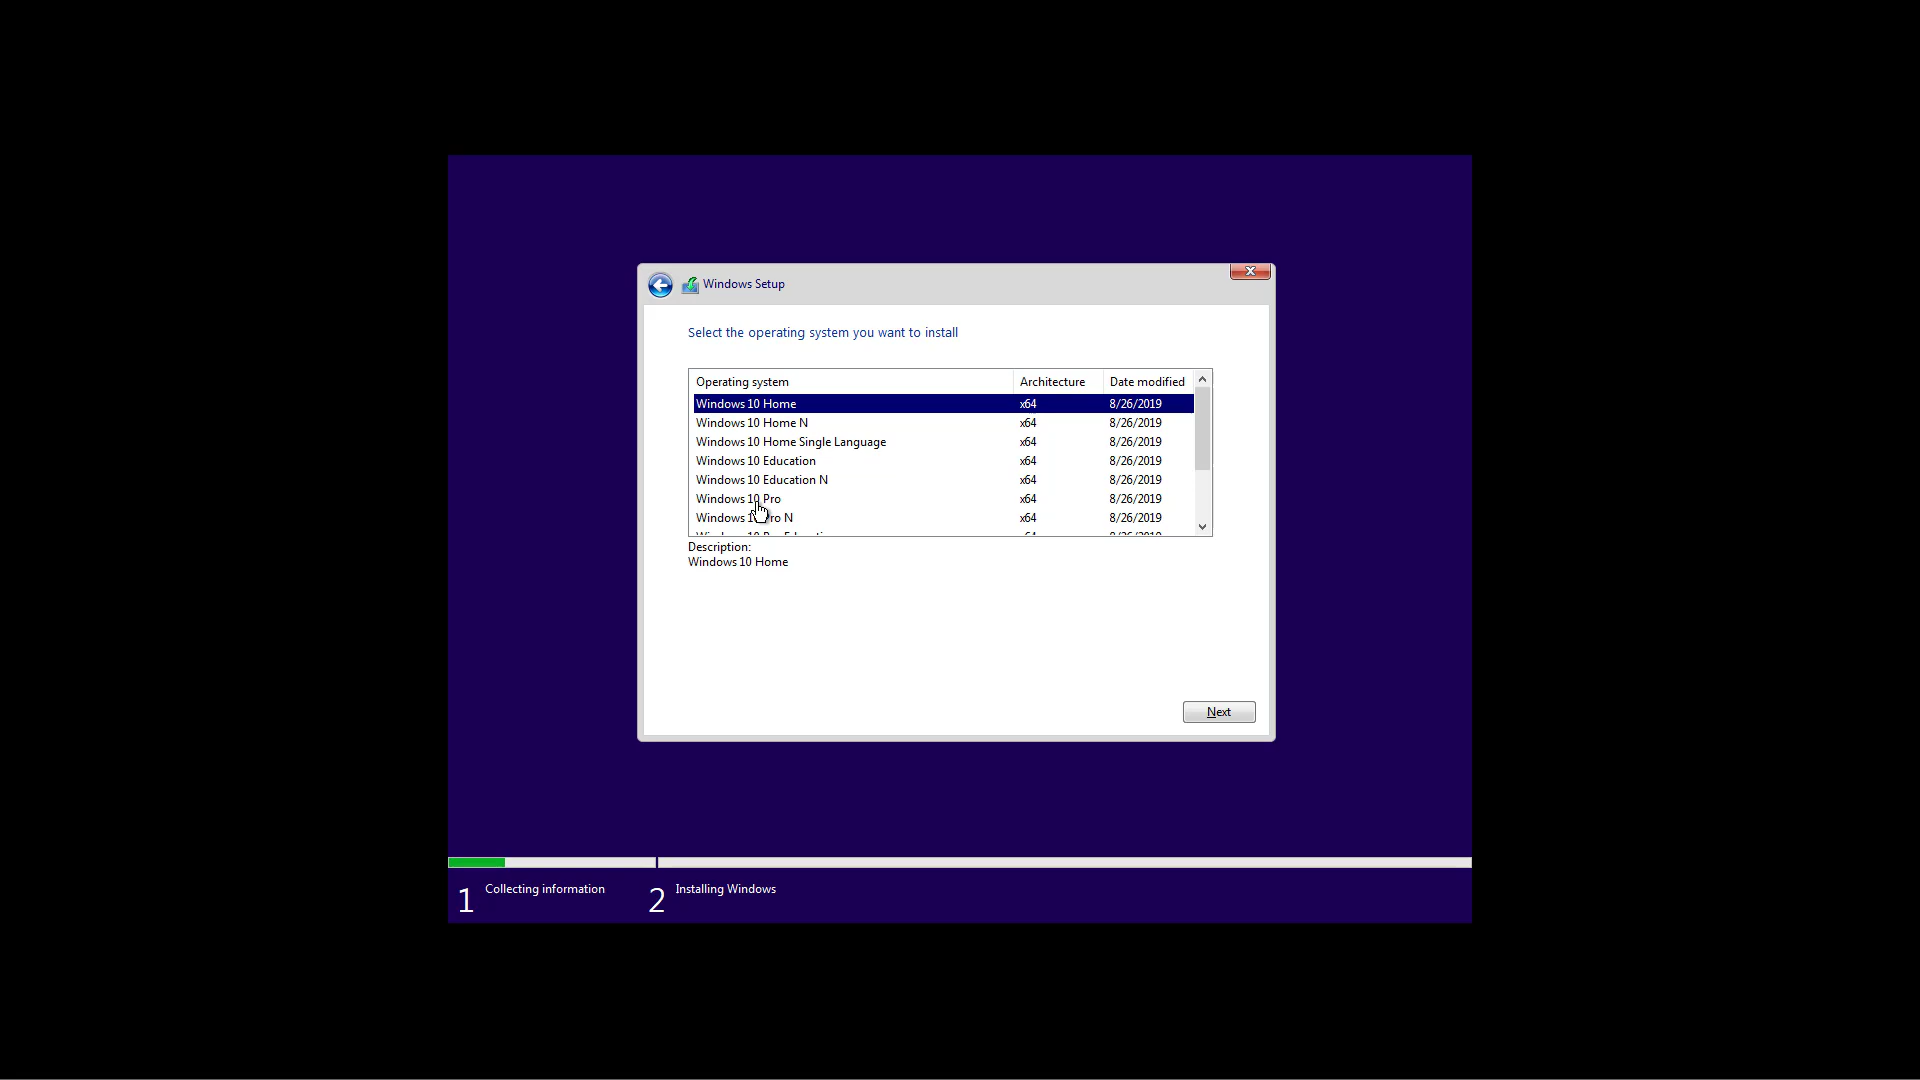 Windows Setup
Select the operating system you want to install
Operating system Architecture Date modified
Windows 10 Home x64 8/26/2019
Windows 10 Home N x64 8/26/2019
Windows 10 Home Single Language x64 8/26/2019
Windows 10 Education x64 8/26/2019
Windows 10 Education N x64 8/26/2019
Windows 10 Pro x64 8/26/2019
Windows 10 Pro N x64 8/26/2019
Description:
Windows 10 Home
Next
1 Collecting information 2 Installing Windows